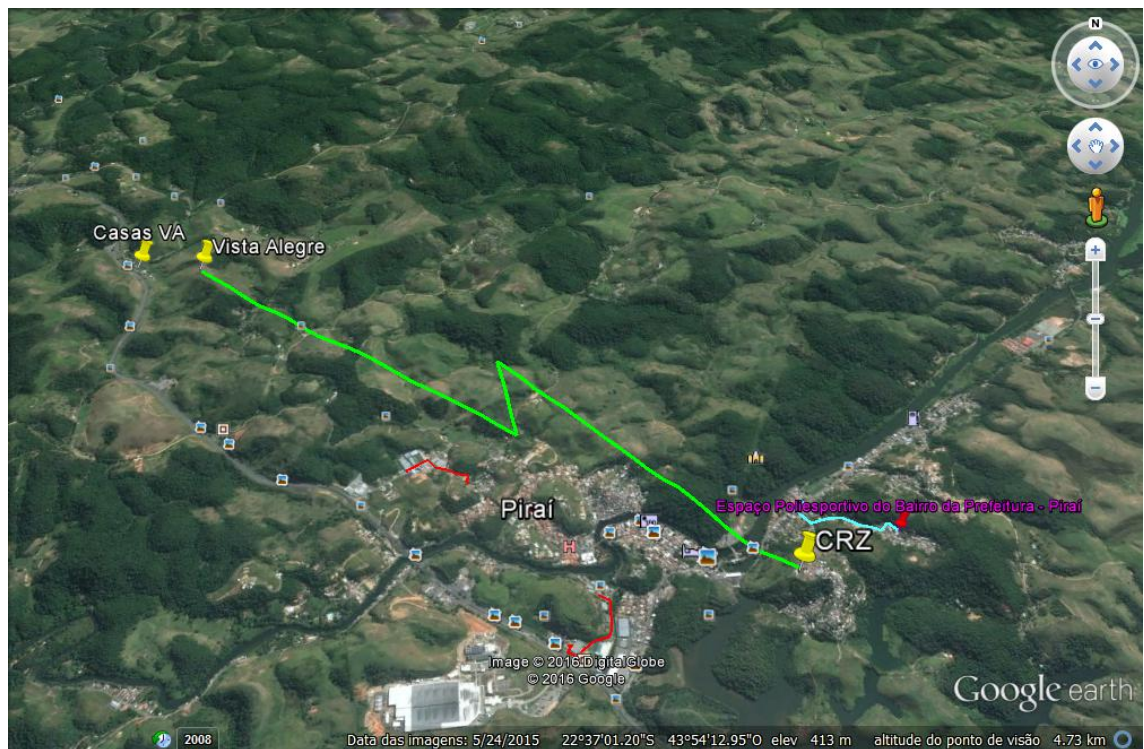 N
Casas VA
Vista Alegre
Espaço Poliesportivo do Bairro da Prefeitura - Piraí
Piraí
CRZ
H
Image © 2016 DigitalGlobe
© 2016 Google
Google earth
2008
Data das imagens: 5/24/2015 22°37'01.20"S 43°54'12.95"O elev 413 m altitude do ponto de visão 4.73 km